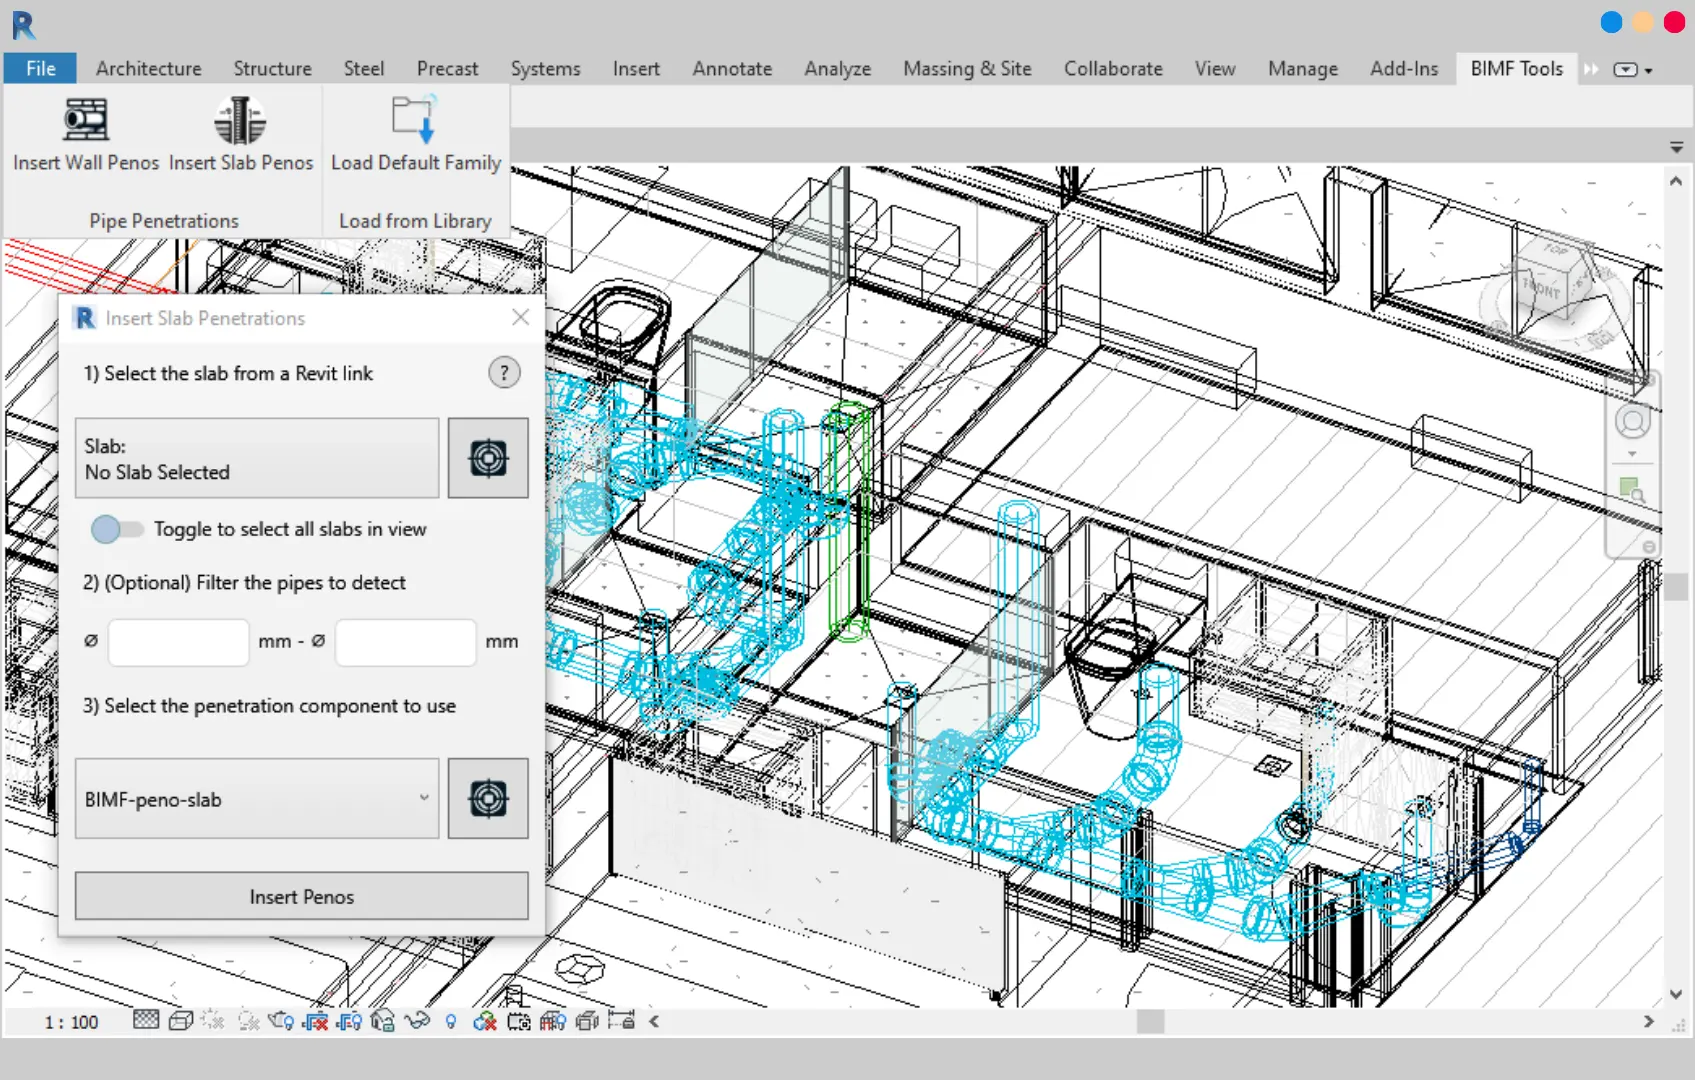 File Architecture Structure Steel Precast Systems Insert Annotate Analyze Massing & Site Collaborate View Manage Add-Ins BIMF Tools
Insert Wall Penos Insert Slab Penos Load Default Family
Pipe Penetrations Load from Library
TOP
FRONT
Insert Slab Penetrations
1) Select the slab from a Revit link
?
Slab:
No Slab Selected
Toggle to select all slabs in view
2) (Optional) Filter the pipes to detect
Ø mm - Ø mm
3) Select the penetration component to use
BIMF-peno-slab
Insert Penos
1 : 100